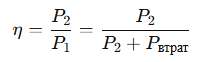 η = P₂/P₁ = P₂/(P₂ + Pвтрат)